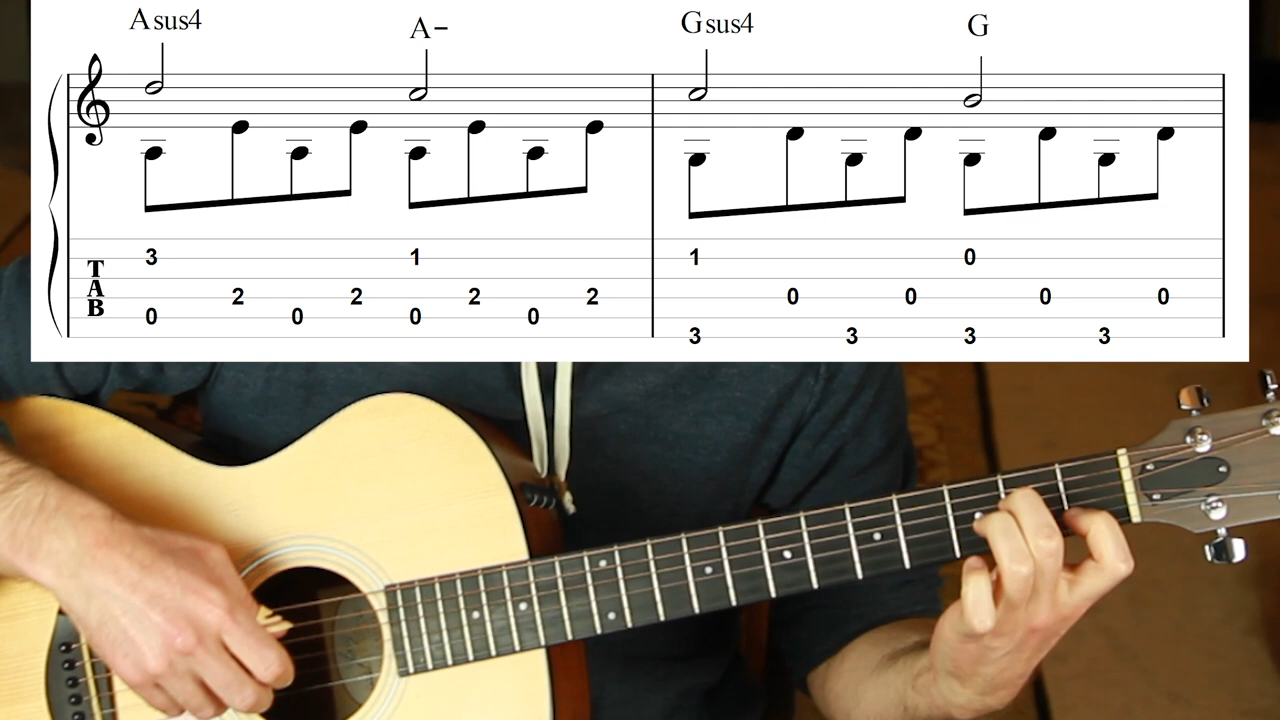 Asus4 A– Gsus4 G
3 1 1 0
T
A 2 2 2 2 0 0 0 0
B 0 0 0 0
3 3 3 3